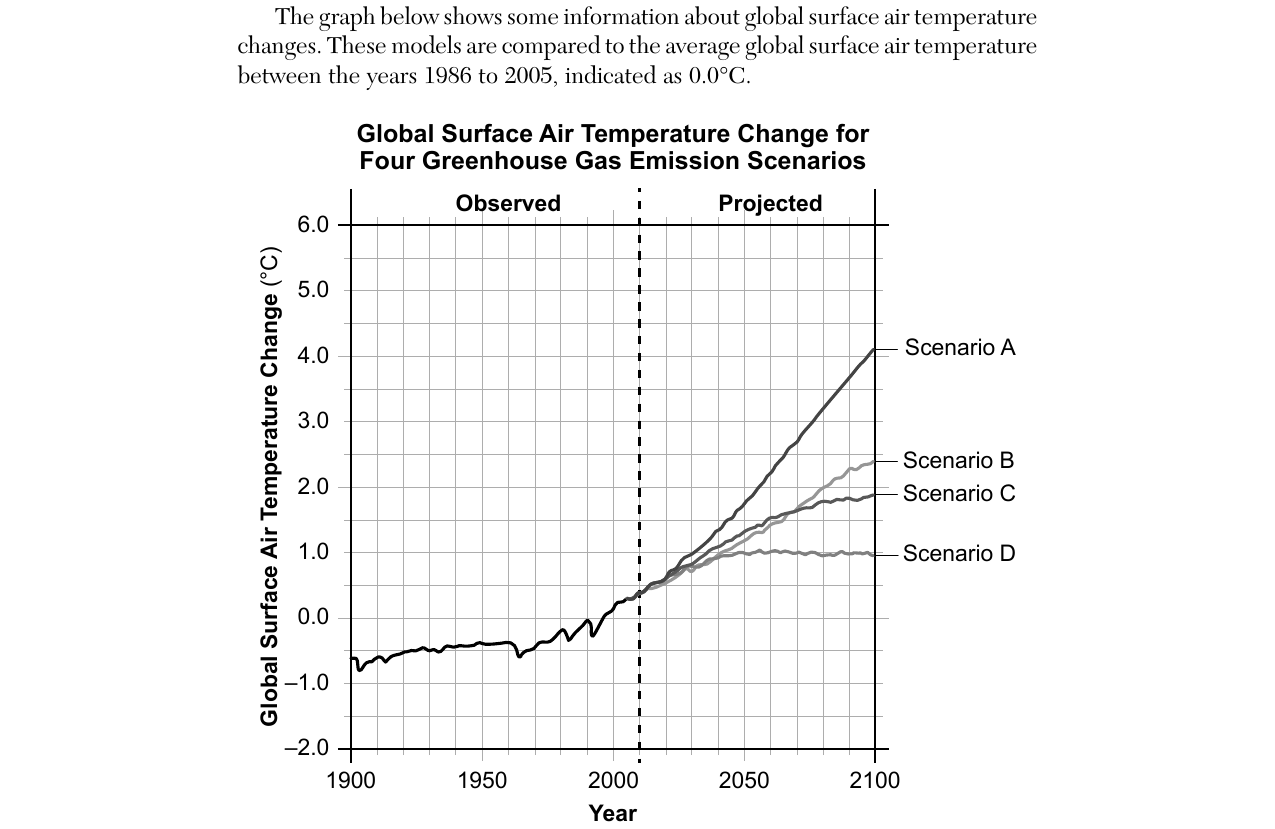 The graph below shows some information about global surface air temperature
changes. These models are compared to the average global surface air temperature
between the years 1986 to 2005, indicated as 0.0°C.
Global Surface Air Temperature Change for
Four Greenhouse Gas Emission Scenarios
Observed
Projected
Global Surface Air Temperature Change (°C)
6.0
5.0
4.0
3.0
2.0
1.0
0.0
–1.0
–2.0
Scenario A
Scenario B
Scenario C
Scenario D
1900
1950
2000
2050
2100
Year